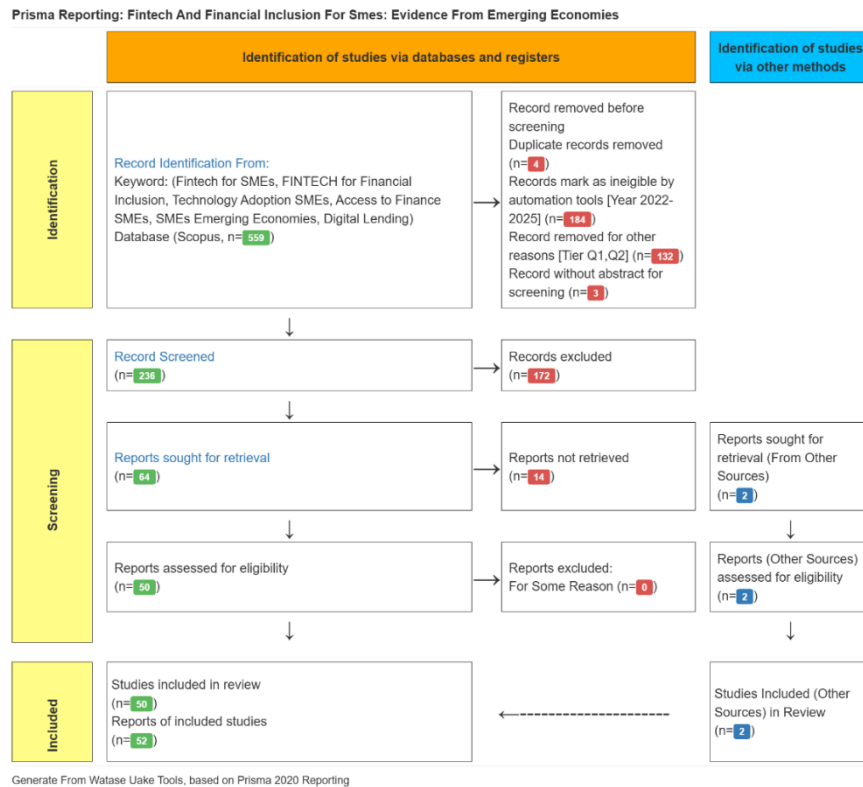 Prisma Reporting: Fintech And Financial Inclusion For Smes: Evidence From Emerging Economies
Identification of studies via databases and registers
Identification of studies
via other methods
Identification
Record Identification From:
Keyword: (Fintech for SMEs, FINTECH for Financial
Inclusion, Technology Adoption SMEs, Access to Finance
SMEs, SMEs Emerging Economies, Digital Lending)
Database (Scopus, n=559)
Record removed before
screening
Duplicate records removed
(n=4)
Records mark as ineigible by
automation tools [Year 2022-
2025] (n=184)
Record removed for other
reasons [Tier Q1,Q2] (n=132)
Record without abstract for
screening (n=3)
Screening
Record Screened
(n=236)
Records excluded
(n=172)
Reports sought for retrieval
(n=64)
Reports not retrieved
(n=14)
Reports sought for
retrieval (From Other
Sources)
(n=2)
Reports assessed for eligibility
(n=50)
Reports excluded:
For Some Reason (n=0)
Reports (Other Sources)
assessed for eligibility
(n=2)
Included
Studies included in review
(n=50)
Reports of included studies
(n=52)
Studies Included (Other
Sources) in Review
(n=2)
Generate From Watase Uake Tools, based on Prisma 2020 Reporting